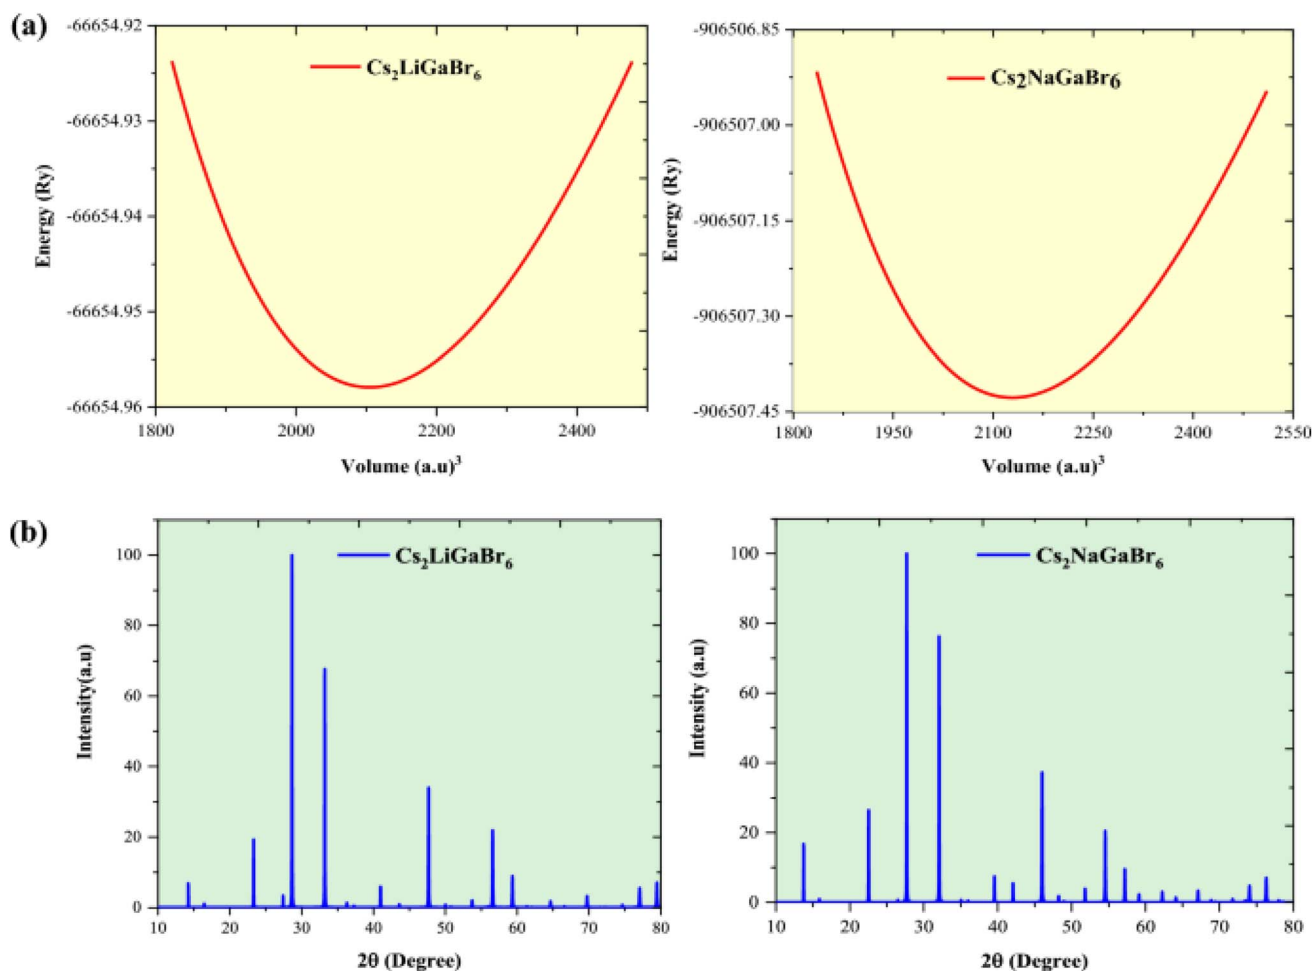 (a)
-66654.92
-66654.93
-66654.94
-66654.95
-66654.96
Energy (Ry)
Cs₂LiGaBr₆
1800 2000 2200 2400
Volume (a.u)³
-906506.85
-906507.00
-906507.15
-906507.30
-906507.45
Energy (Ry)
Cs2NaGaBr6
1800 1950 2100 2250 2400 2550
Volume (a.u)³
(b)
100
80
60
40
20
0
Intensity(a.u)
Cs₂LiGaBr₆
10 20 30 40 50 60 70 80
2θ (Degree)
100
80
60
40
20
0
Intensity (a.u)
Cs₂NaGaBr₆
10 20 30 40 50 60 70 80
2θ (Degree)